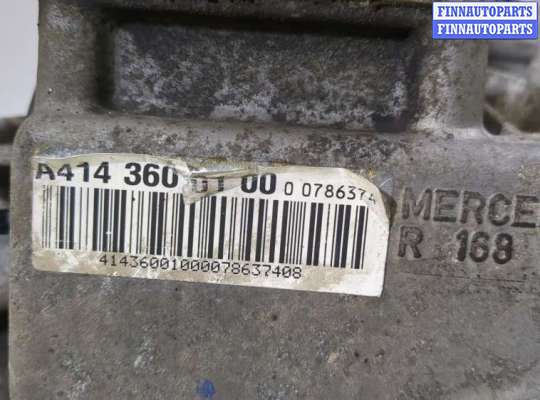 FINNAUTOPARTS
FINNAUTOPARTS
A414 360 01 00 0 0786374
41436001000078637408
MERCE
R 168